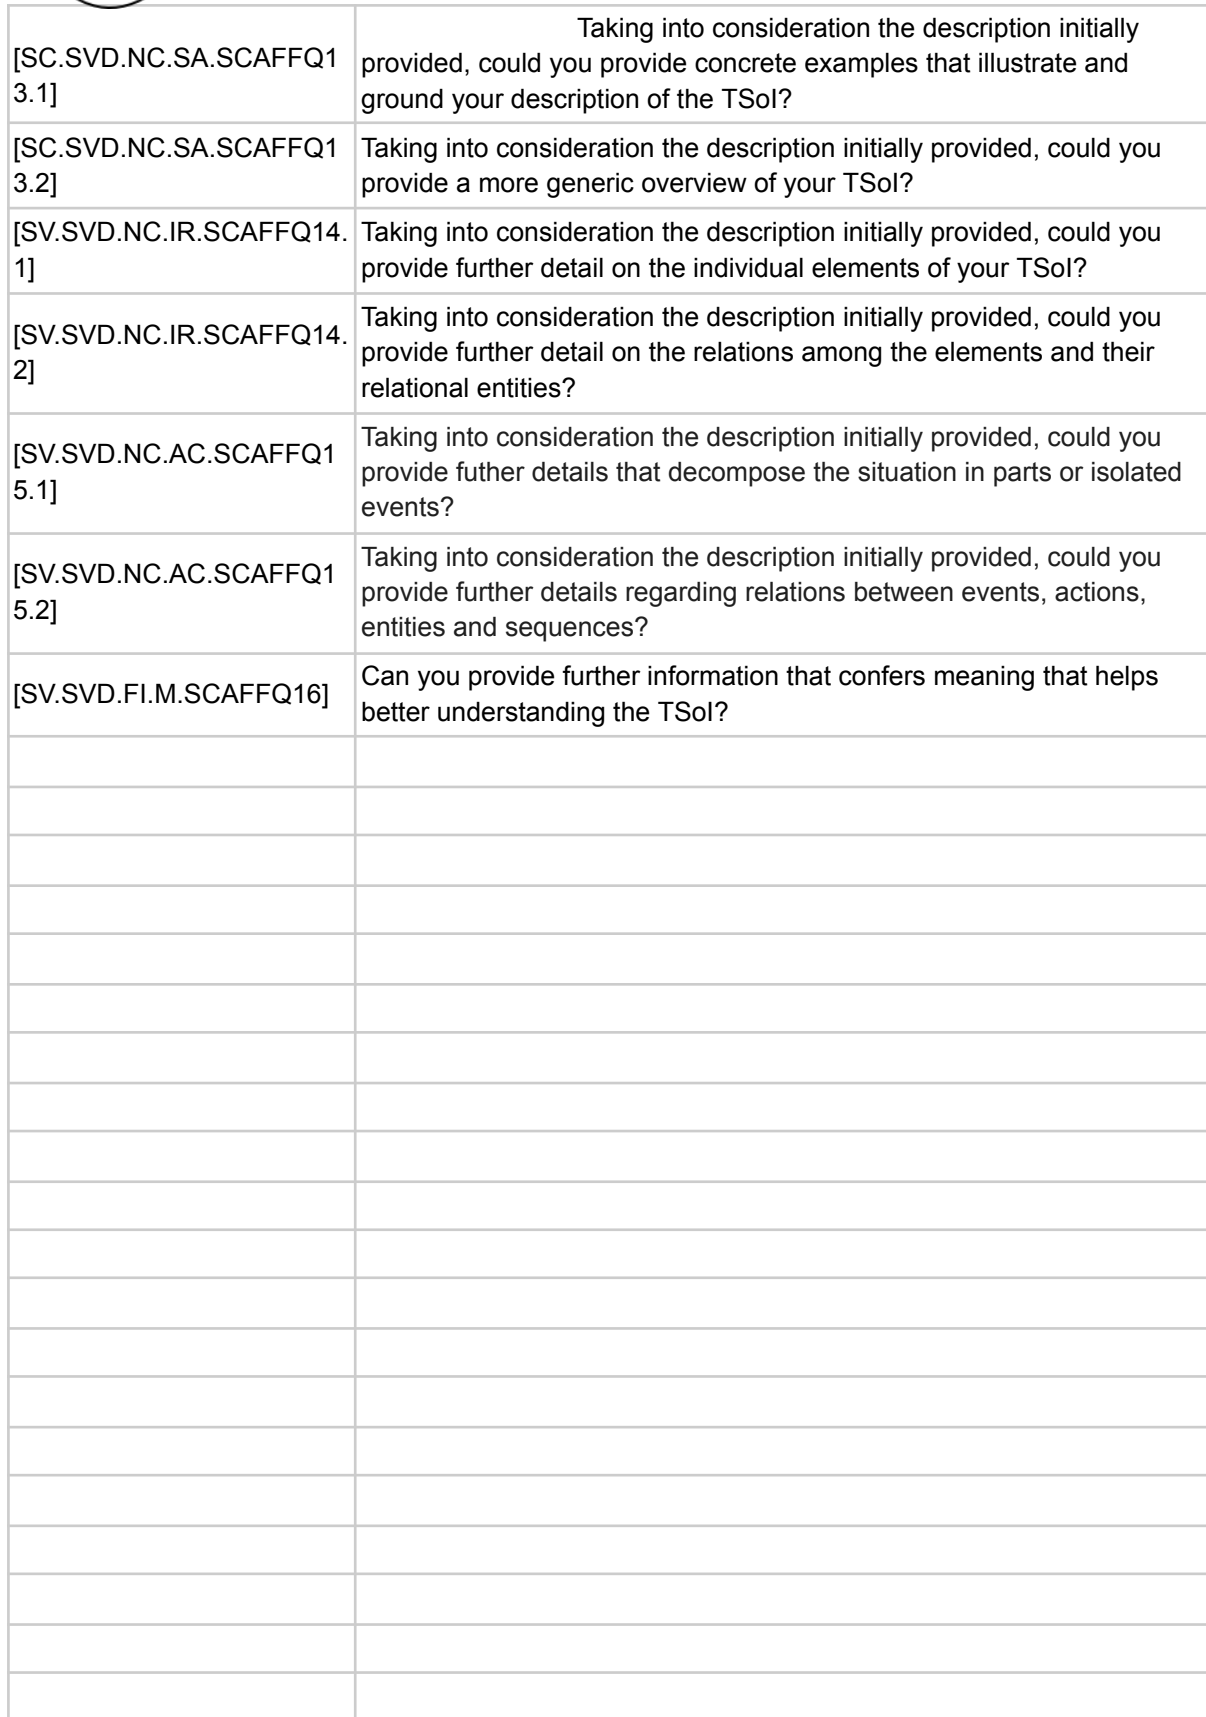 [SC.SVD.NC.SA.SCAFFQ1
3.1]
Taking into consideration the description initially
provided, could you provide concrete examples that illustrate and
ground your description of the TSoI?
[SC.SVD.NC.SA.SCAFFQ1
3.2]
Taking into consideration the description initially provided, could you
provide a more generic overview of your TSoI?
[SV.SVD.NC.IR.SCAFFQ14.
1]
Taking into consideration the description initially provided, could you
provide further detail on the individual elements of your TSoI?
[SV.SVD.NC.IR.SCAFFQ14.
2]
Taking into consideration the description initially provided, could you
provide further detail on the relations among the elements and their
relational entities?
[SV.SVD.NC.AC.SCAFFQ1
5.1]
Taking into consideration the description initially provided, could you
provide futher details that decompose the situation in parts or isolated
events?
[SV.SVD.NC.AC.SCAFFQ1
5.2]
Taking into consideration the description initially provided, could you
provide further details regarding relations between events, actions,
entities and sequences?
[SV.SVD.FI.M.SCAFFQ16]
Can you provide further information that confers meaning that helps
better understanding the TSoI?